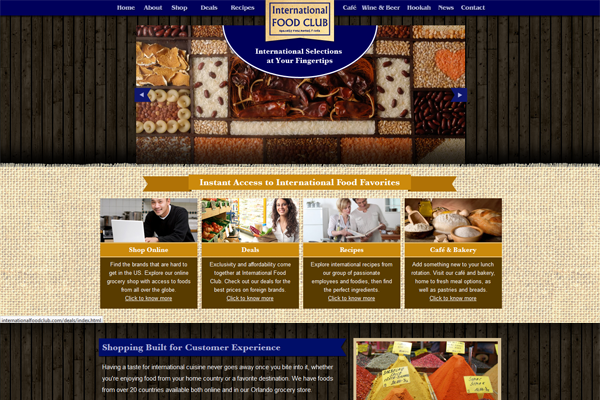 Home About Shop Deals Recipes Café Wine & Beer Hookah News Contact
International
FOOD CLUB
International Selections
at Your Fingertips
Instant Access to International Food Favorites
Shop Online
Find the brands that are hard to
get in the US. Explore our online
grocery shop with access to foods
from all over the globe.
Click to know more
Deals
Exclusivity and affordability come
together at International Food
Club. Check out our deals for the
best prices on foreign brands.
Click to know more
Recipes
Explore international recipes from
our group of passionate
employees and foodies, then find
the perfect ingredients.
Click to know more
Café & Bakery
Add something new to your lunch
rotation. Visit our café and bakery,
home to fresh meal options, as
well as pastries and breads.
Click to know more
internationalfoodclub.com/deals/index.html
Shopping Built for Customer Experience
Having a taste for international cuisine never goes away once you bite into it, whether
you're enjoying food from your home country or a favorite destination. We have foods
from over 20 countries available both online and in our Orlando grocery store.